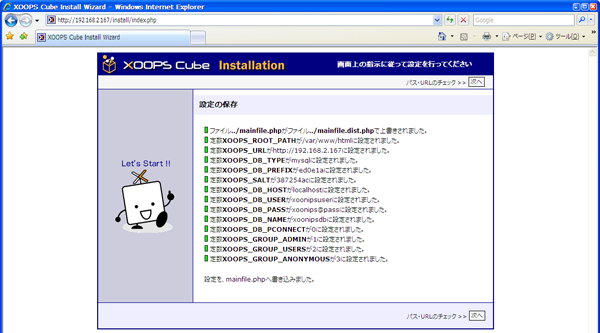 XOOPS Cube Install Wizard - Windows Internet Explorer
http://192.168.2.167/install/index.php
Google
XOOPS Cube Install Wizard
ページ(P)
ツール(O)
XOOPS Cube Installation
画面上の指示に従って設定を行ってください
パス・URLのチェック >> 次へ
設定の保存
ファイル../mainfile.phpがファイル../mainfile.dist.phpで上書きされました。
定数XOOPS_ROOT_PATHが/var/www/htmlに設定されました。
定数XOOPS_URLがhttp://192.168.2.167に設定されました。
定数XOOPS_DB_TYPEがmysqlに設定されました。
定数XOOPS_DB_PREFIXがed0e1aに設定されました。
定数XOOPS_SALTが387254acに設定されました。
定数XOOPS_DB_HOSTがlocalhostに設定されました。
定数XOOPS_DB_USERがxoonipsuserに設定されました。
定数XOOPS_DB_PASSがxoonips@passに設定されました。
定数XOOPS_DB_NAMEがxoonipsdbに設定されました。
定数XOOPS_DB_PCONNECTが0に設定されました。
定数XOOPS_GROUP_ADMINが1に設定されました。
定数XOOPS_GROUP_USERSが2に設定されました。
定数XOOPS_GROUP_ANONYMOUSが3に設定されました。
設定を, mainfile.phpへ書き込みました。
Let's Start !!
パス・URLのチェック >> 次へ